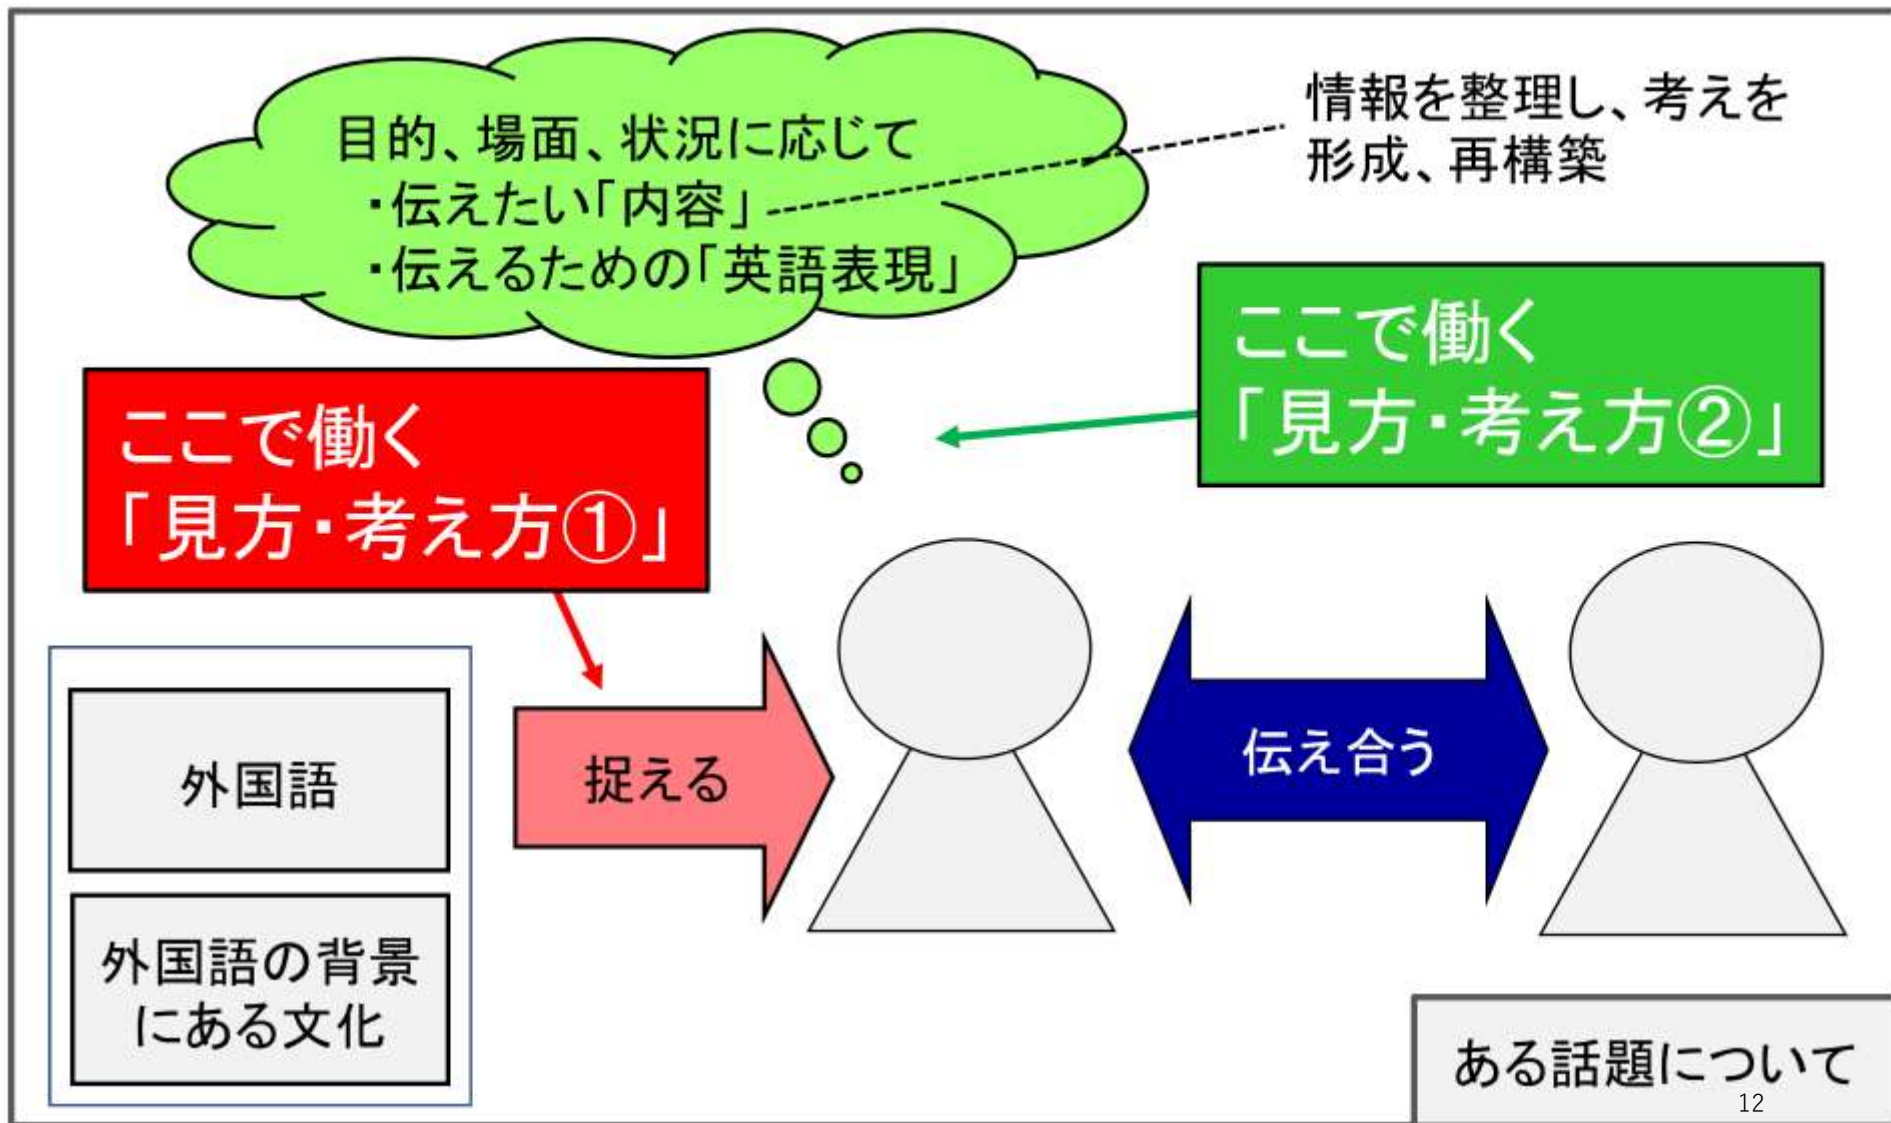 目的、場面、状況に応じて
・伝えたい「内容」
・伝えるための「英語表現」
情報を整理し、考えを
形成、再構築
ここで働く
「見方・考え方②」
ここで働く
「見方・考え方①」
外国語
外国語の背景
にある文化
捉える
伝え合う
ある話題について
12